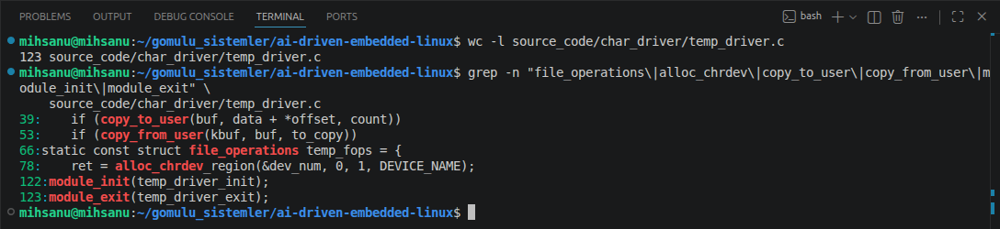 PROBLEMS OUTPUT DEBUG CONSOLE TERMINAL PORTS bash
mihsanu@mihsanu:~/gomulu_sistemler/ai-driven-embedded-linux$ wc -l source_code/char_driver/temp_driver.c
123 source_code/char_driver/temp_driver.c
mihsanu@mihsanu:~/gomulu_sistemler/ai-driven-embedded-linux$ grep -n "file_operations\|alloc_chrdev\|copy_to_user\|copy_from_user\|m
odule_init\|module_exit" \
    source_code/char_driver/temp_driver.c
39:    if (copy_to_user(buf, data + *offset, count))
53:    if (copy_from_user(kbuf, buf, to_copy))
66:static const struct file_operations temp_fops = {
78:    ret = alloc_chrdev_region(&dev_num, 0, 1, DEVICE_NAME);
122:module_init(temp_driver_init);
123:module_exit(temp_driver_exit);
mihsanu@mihsanu:~/gomulu_sistemler/ai-driven-embedded-linux$